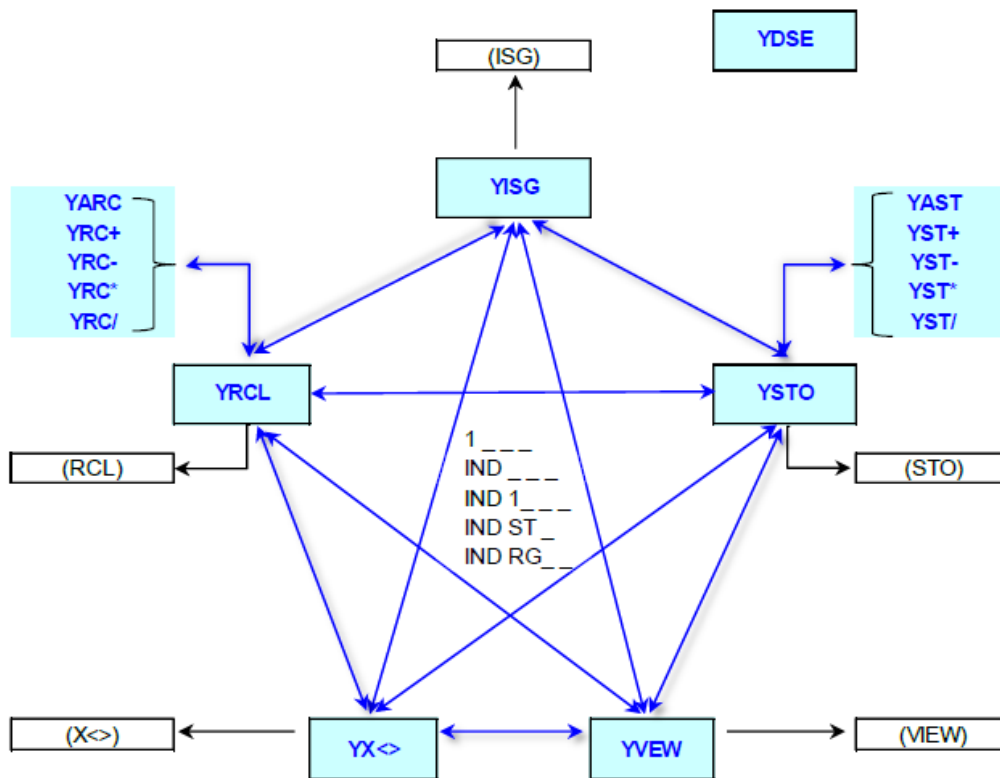 YDSE
(ISG)
YISG
YARC
YRC+
YRC-
YRC*
YRC/
YAST
YST+
YST-
YST*
YST/
YRCL
YSTO
1 _ _ _
IND _ _ _
IND 1_ _ _
IND ST _
IND RG_ _
(RCL)
(STO)
(X<>)
YX<>
YVEW
(VIEW)